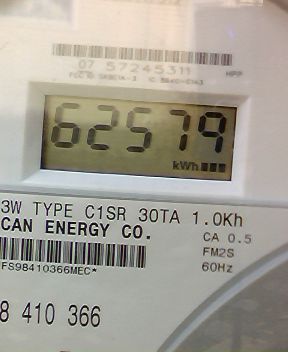 07 57245311 HPP
62579
kWh
3W TYPE C1SR 30TA 1.0Kh
CAN ENERGY CO.
CA 0.5
FM2S
FS98410366MEC*
60Hz
8 410 366